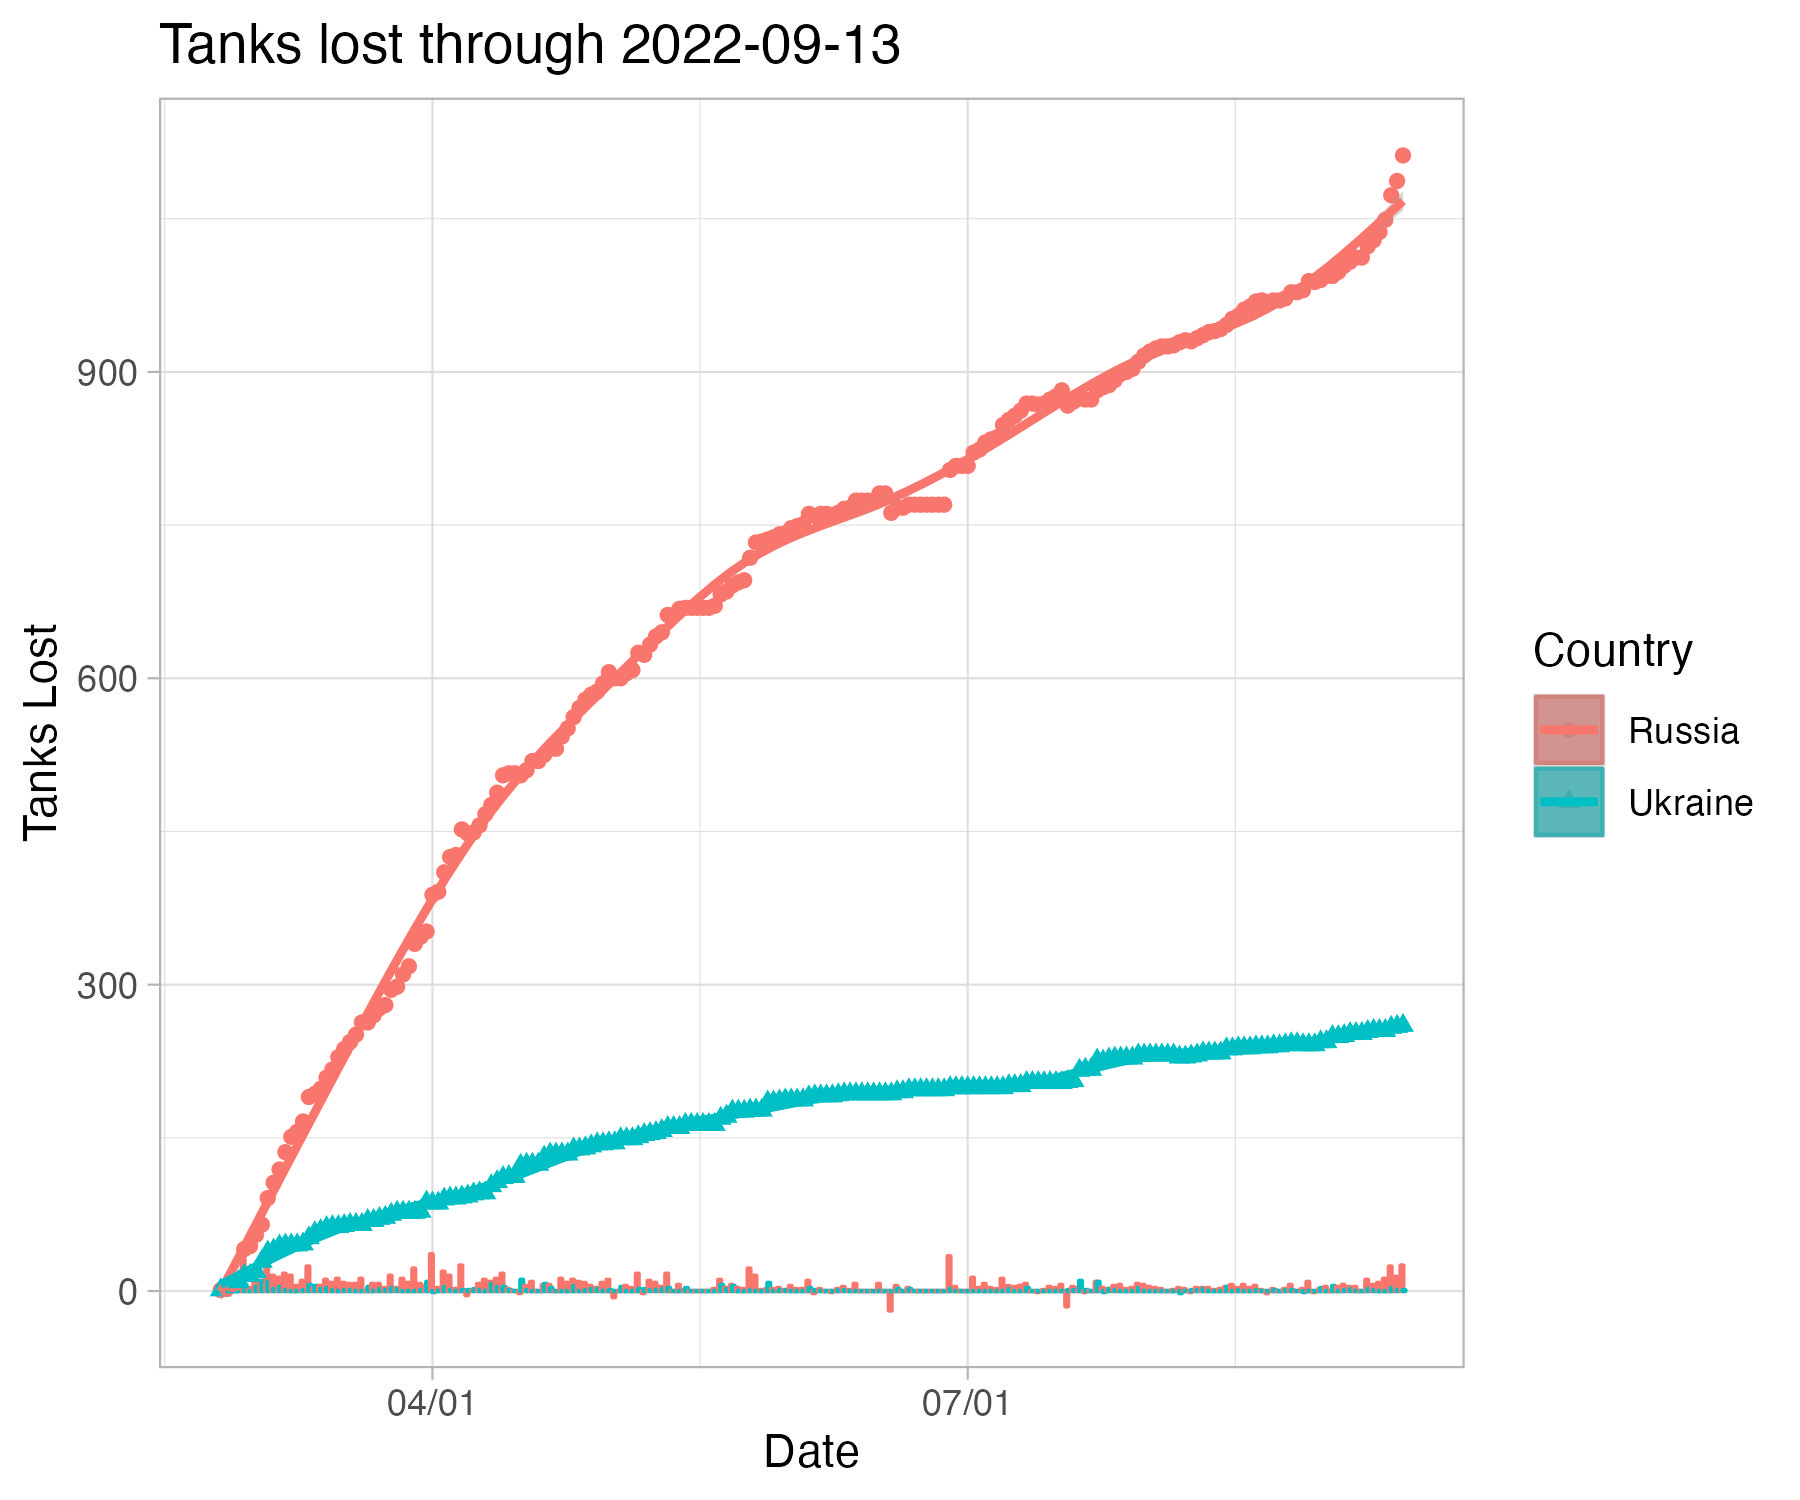 Tanks lost through 2022-09-13
Tanks Lost
900
600
300
0
04/01
07/01
Date
Country
Russia
Ukraine